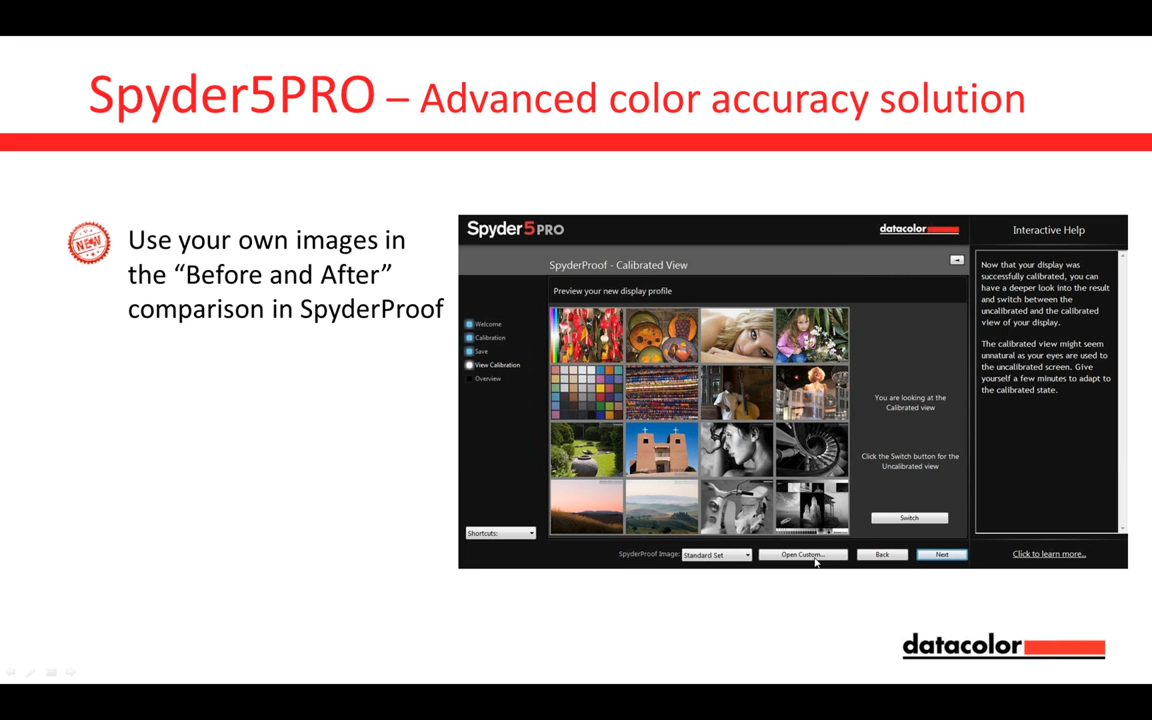 Spyder5PRO – Advanced color accuracy solution
NEW
Use your own images in
the “Before and After”
comparison in SpyderProof
Spyder5PRO
datacolor
SpyderProof - Calibrated View
Preview your new display profile
Welcome
Calibration
Save
View Calibration
Overview
You are looking at the
Calibrated view
Click the Switch button for the
Uncalibrated view
Switch
Shortcuts:
SpyderProof Image:
Standard Set
Open Custom...
Back
Next
Interactive Help
Now that your display was
successfully calibrated, you can
have a deeper look into the result
and switch between the
uncalibrated and the calibrated
view of your display.
The calibrated view might seem
unnatural as your eyes are used to
the uncalibrated screen. Give
yourself a few minutes to adapt to
the calibrated state.
Click to learn more...
datacolor